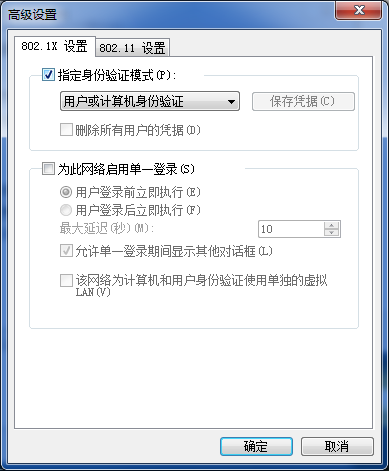 高级设置
802.1X 设置
802.11 设置
指定身份验证模式(P):
用户或计算机身份验证
保存凭据(C)
删除所有用户的凭据(D)
为此网络启用单一登录(S)
用户登录前立即执行(E)
用户登录后立即执行(F)
最大延迟(秒)(M):
10
允许单一登录期间显示其他对话框(L)
该网络为计算机和用户身份验证使用单独的虚拟
LAN(V)
确定
取消